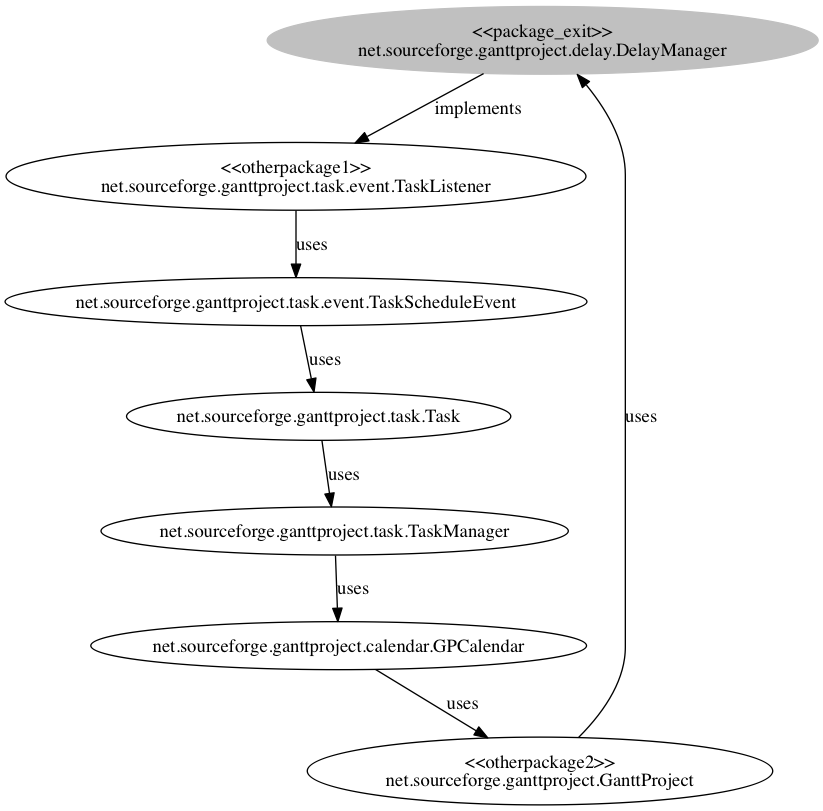 <<package_exit>>
net.sourceforge.ganttproject.delay.DelayManager
implements
<<otherpackage1>>
net.sourceforge.ganttproject.task.event.TaskListener
uses
net.sourceforge.ganttproject.task.event.TaskScheduleEvent
uses
net.sourceforge.ganttproject.task.Task
uses
uses
net.sourceforge.ganttproject.task.TaskManager
uses
net.sourceforge.ganttproject.calendar.GPCalendar
uses
<<otherpackage2>>
net.sourceforge.ganttproject.GanttProject